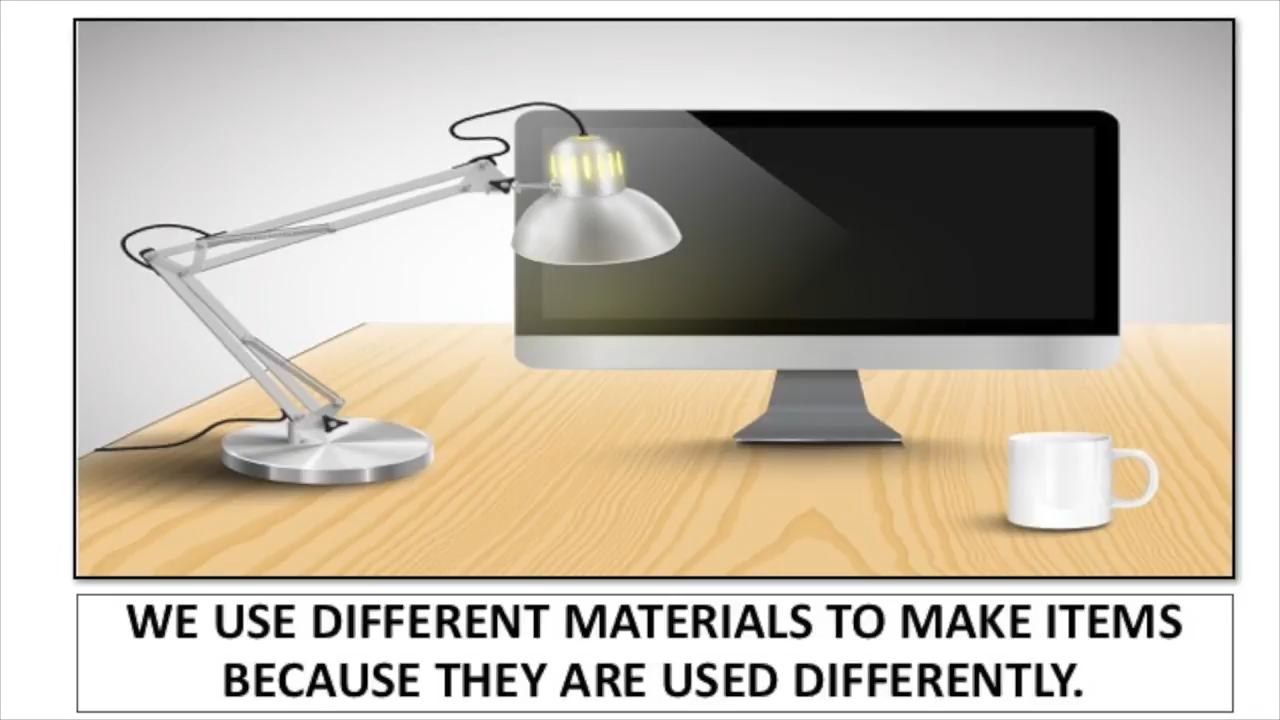 WE USE DIFFERENT MATERIALS TO MAKE ITEMS
BECAUSE THEY ARE USED DIFFERENTLY.